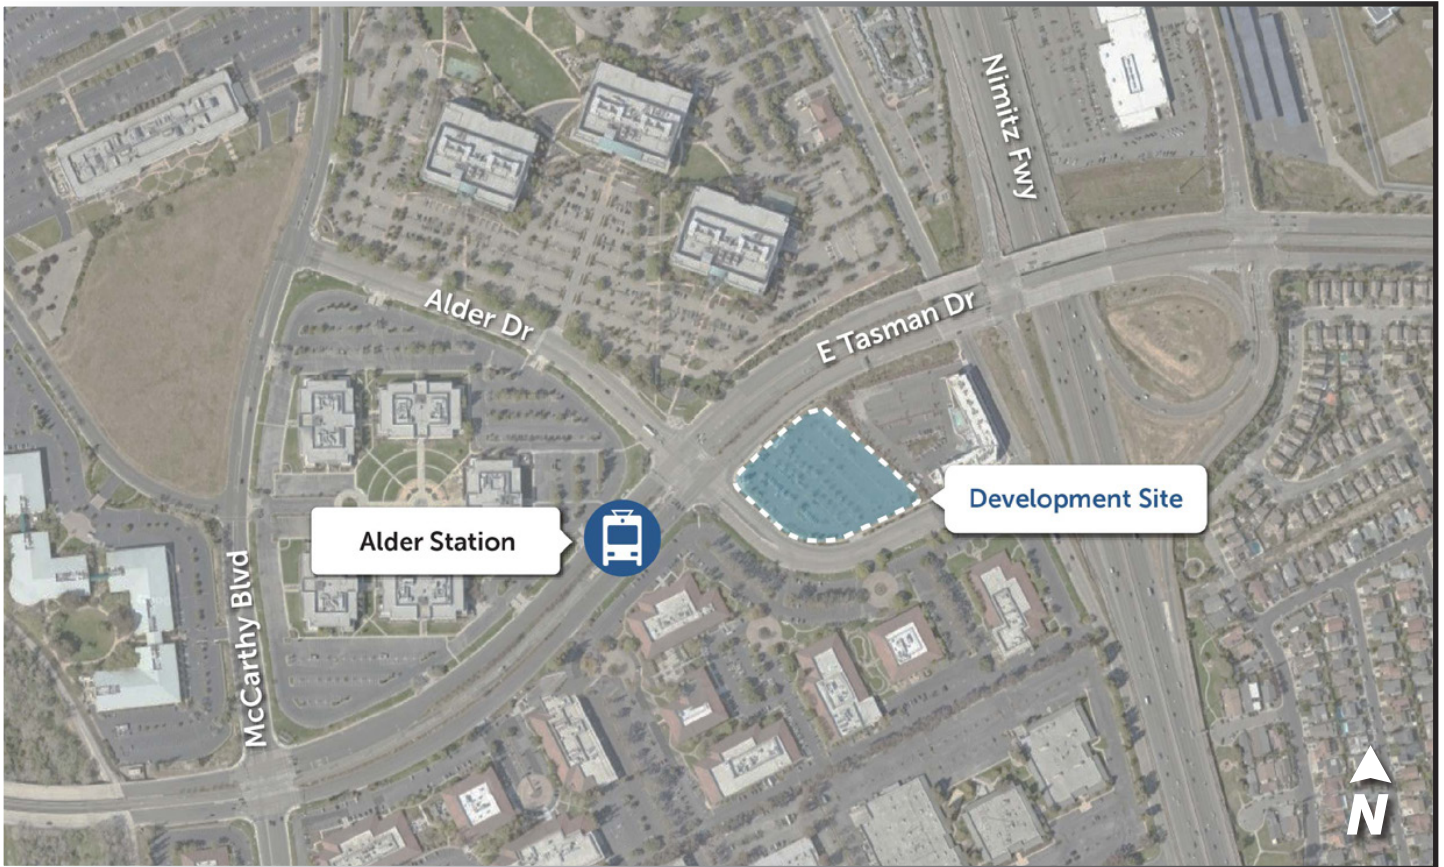 Nimitz Fwy
Alder Dr
E Tasman Dr
Development Site
Alder Station
McCarthy Blvd
N